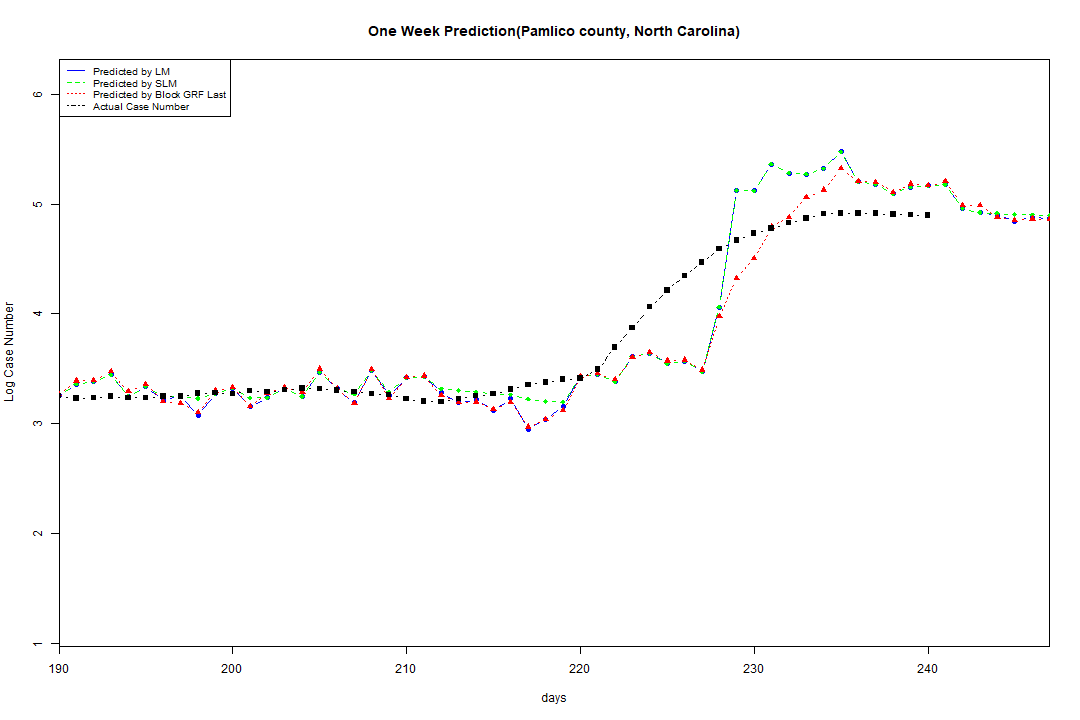 One Week Prediction(Pamlico county, North Carolina)
Predicted by LM
Predicted by SLM
Predicted by Block GRF Last
Actual Case Number
6
5
4
3
2
1
Log Case Number
190 200 210 220 230 240
days